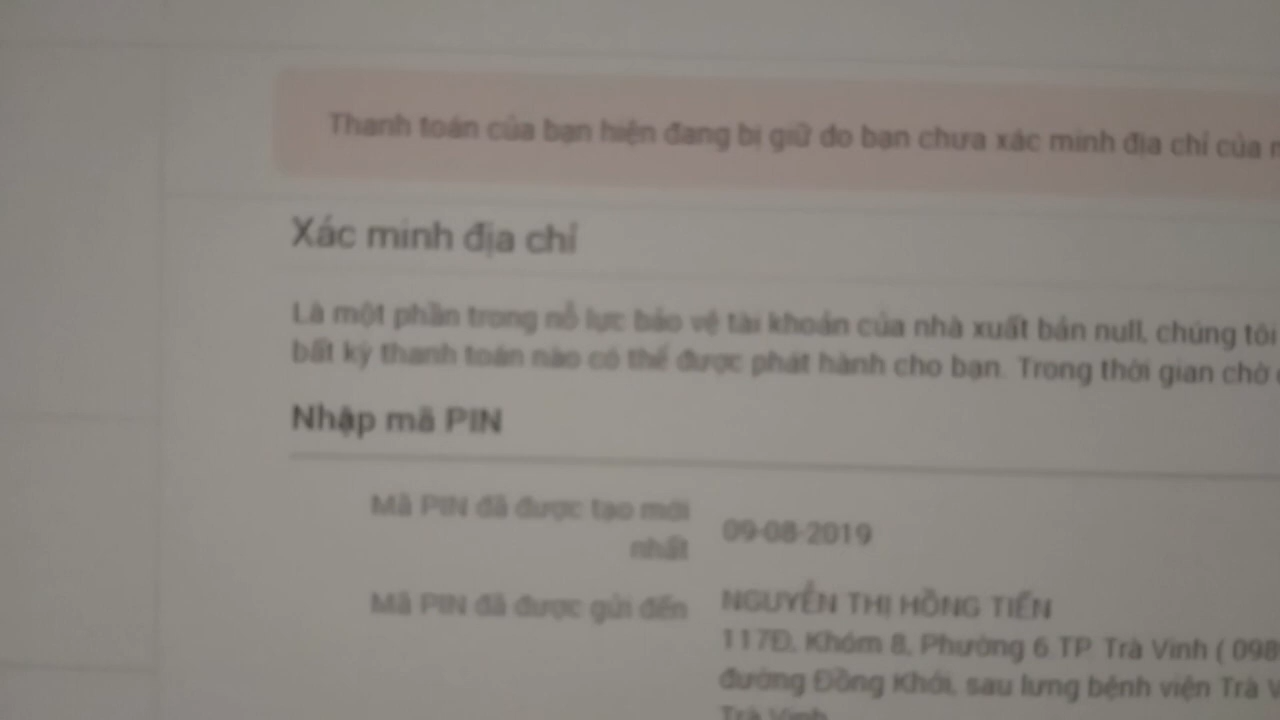 Thanh toán của bạn hiện đang bị giữ do bạn chưa xác minh địa chỉ của
Xác minh địa chỉ
Là một phần trong nỗ lực bảo vệ tài khoản của nhà xuất bản null, chúng tôi
bất kỳ thanh toán nào có thể được phát hành cho bạn. Trong thời gian chờ
Nhập mã PIN
Mã PIN đã được tạo mới
nhất
09-08-2019
Mã PIN đã được gửi đến
NGUYỄN THỊ HỒNG TIẾN
117Đ, Khóm 8, Phường 6 TP. Trà Vinh ( 098
đường Đồng Khởi, sau lưng bệnh viện Trà V
Trà Vinh